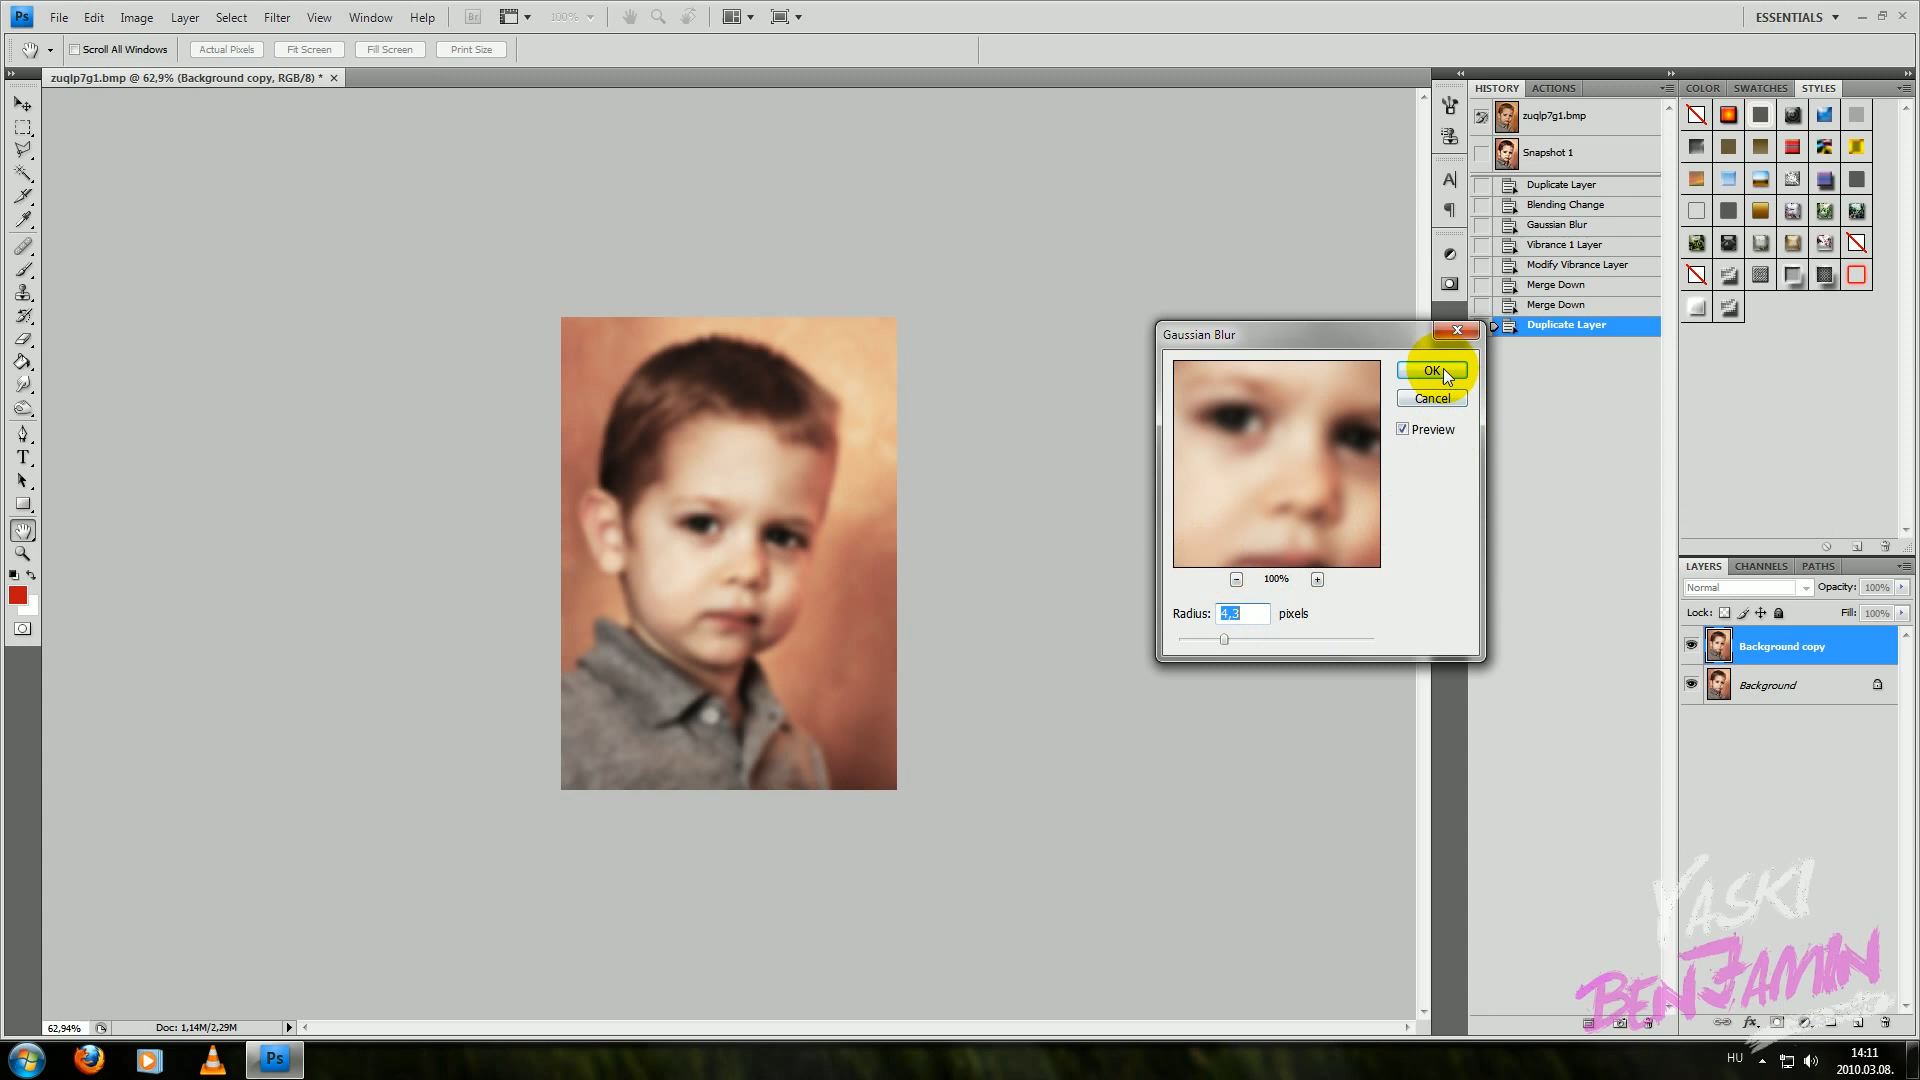 Ps File Edit Image Layer Select Filter View Window Help Br 100% ESSENTIALS
Scroll All Windows Actual Pixels Fit Screen Fill Screen Print Size
zuqlp7g1.bmp @ 62,9% (Background copy, RGB/8) *
HISTORY ACTIONS
zuqlp7g1.bmp
Snapshot 1
Duplicate Layer
Blending Change
Gaussian Blur
Vibrance 1 Layer
Modify Vibrance Layer
Merge Down
Merge Down
Duplicate Layer
COLOR SWATCHES STYLES
Gaussian Blur
OK
Cancel
Preview
100%
Radius: 4,3 pixels
LAYERS CHANNELS PATHS
Normal Opacity: 100%
Lock: Fill: 100%
Background copy
Background
YASKI
BENJAMIN
62,94% Doc: 1,14M/2,29M
Ps
HU 14:11
2010.03.08.